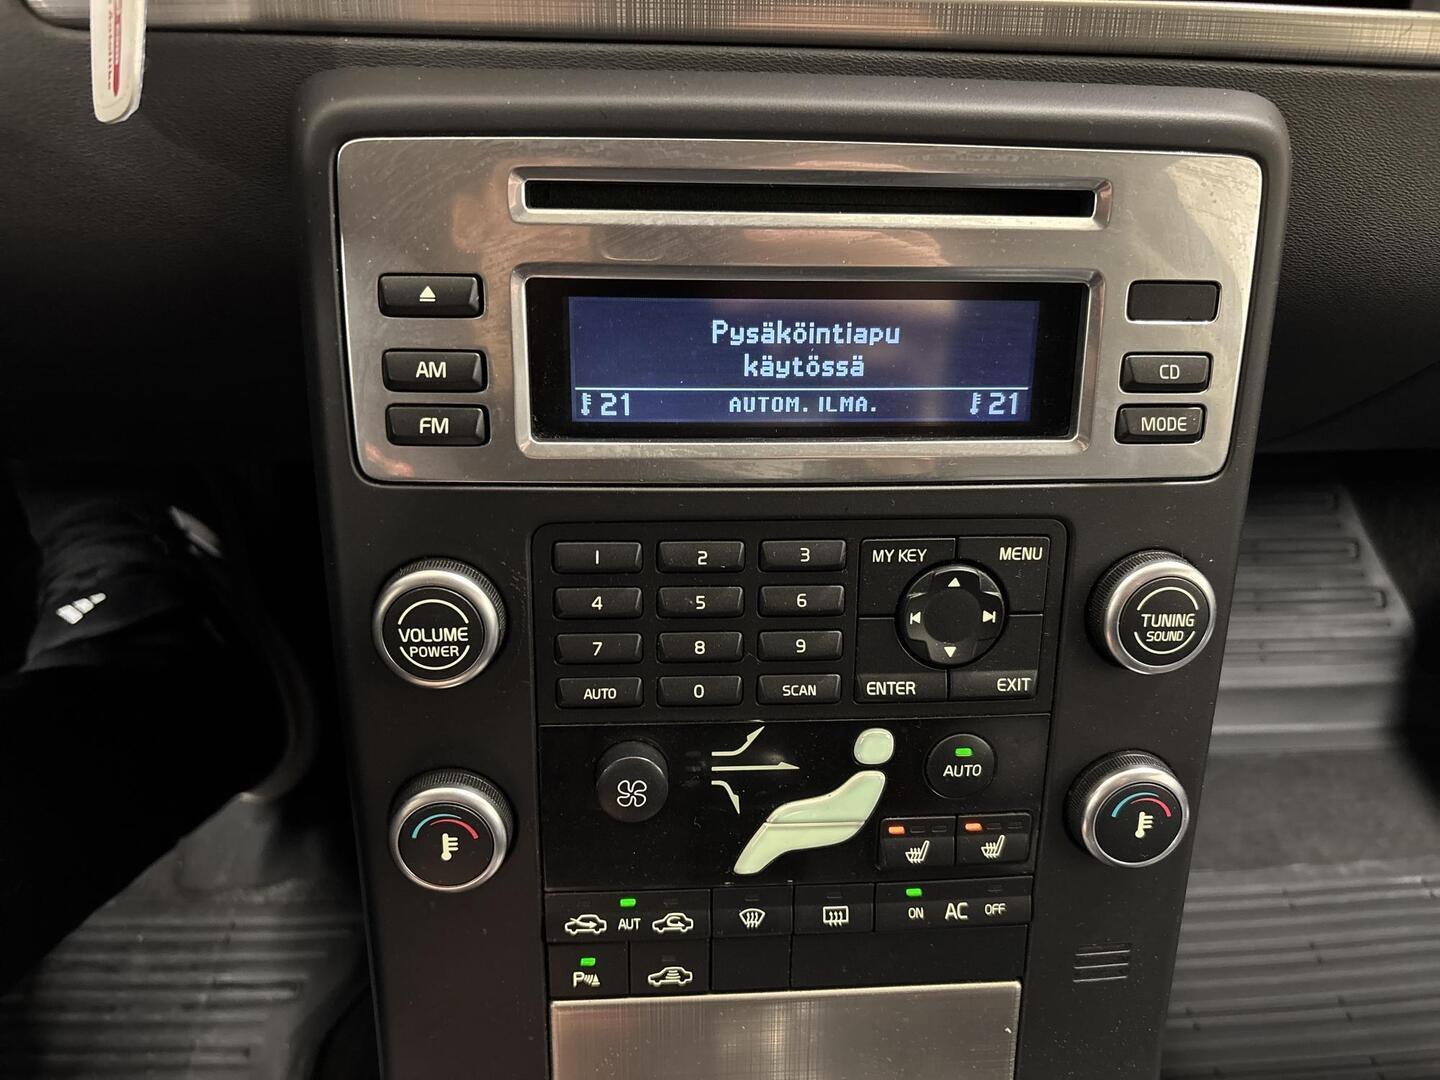 Pysäköintiapu
käytössä
21 AUTOM. ILMA. 21
AM
FM
CD
MODE
1 2 3
4 5 6
7 8 9
AUTO 0 SCAN
MY KEY MENU
ENTER EXIT
VOLUME
POWER
TUNING
SOUND
AUTO
AUT
ON AC OFF
P